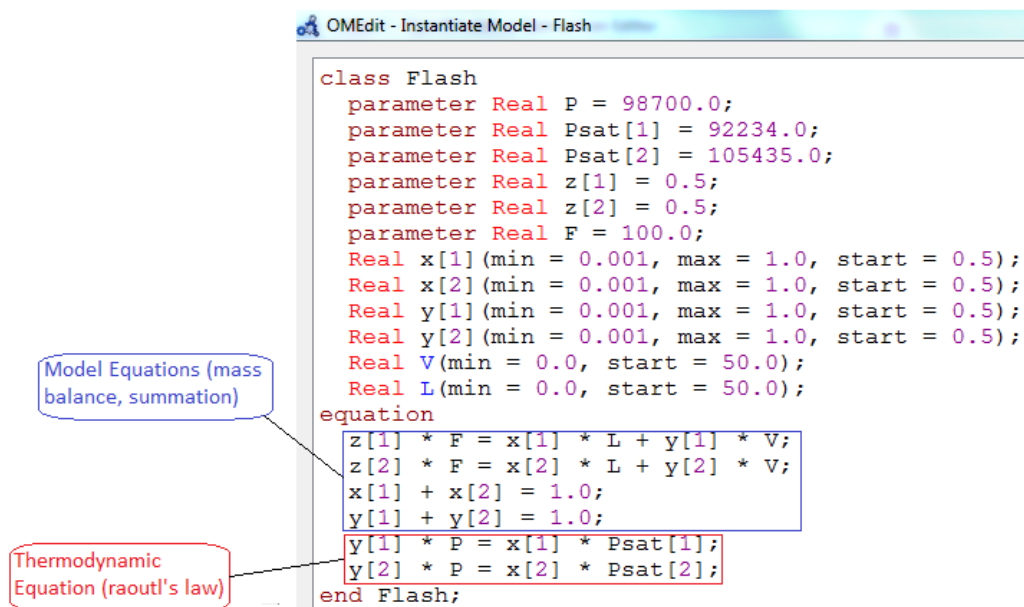 OMEdit - Instantiate Model - Flash
class Flash
parameter Real P = 98700.0;
parameter Real Psat[1] = 92234.0;
parameter Real Psat[2] = 105435.0;
parameter Real z[1] = 0.5;
parameter Real z[2] = 0.5;
parameter Real F = 100.0;
Real x[1](min = 0.001, max = 1.0, start = 0.5);
Real x[2](min = 0.001, max = 1.0, start = 0.5);
Real y[1](min = 0.001, max = 1.0, start = 0.5);
Real y[2](min = 0.001, max = 1.0, start = 0.5);
Real V(min = 0.0, start = 50.0);
Real L(min = 0.0, start = 50.0);
equation
z[1] * F = x[1] * L + y[1] * V;
z[2] * F = x[2] * L + y[2] * V;
x[1] + x[2] = 1.0;
y[1] + y[2] = 1.0;
y[1] * P = x[1] * Psat[1];
y[2] * P = x[2] * Psat[2];
end Flash;
Model Equations (mass
balance, summation)
Thermodynamic
Equation (raoutl's law)